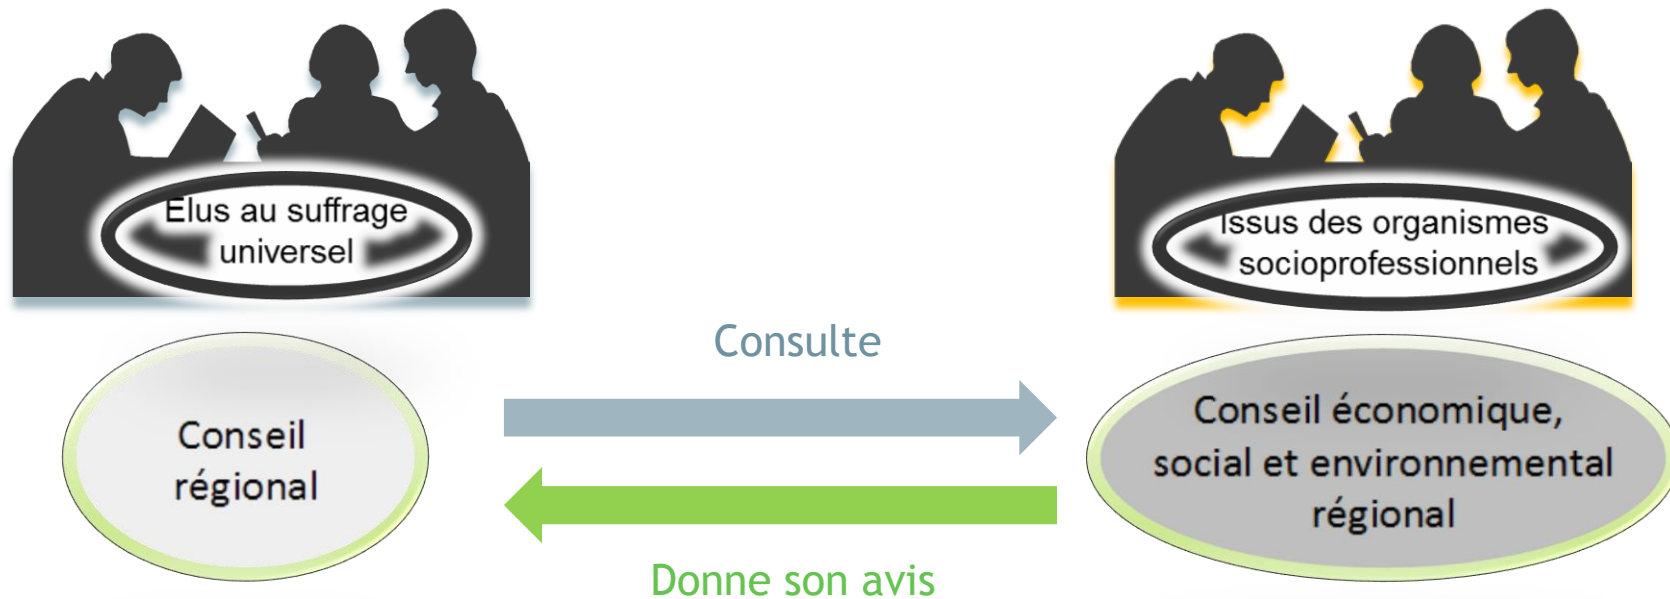 Elus au suffrage
universel
Issus des organismes
socioprofessionnels
Consulte
Conseil
régional
Conseil économique,
social et environnemental
régional
Donne son avis